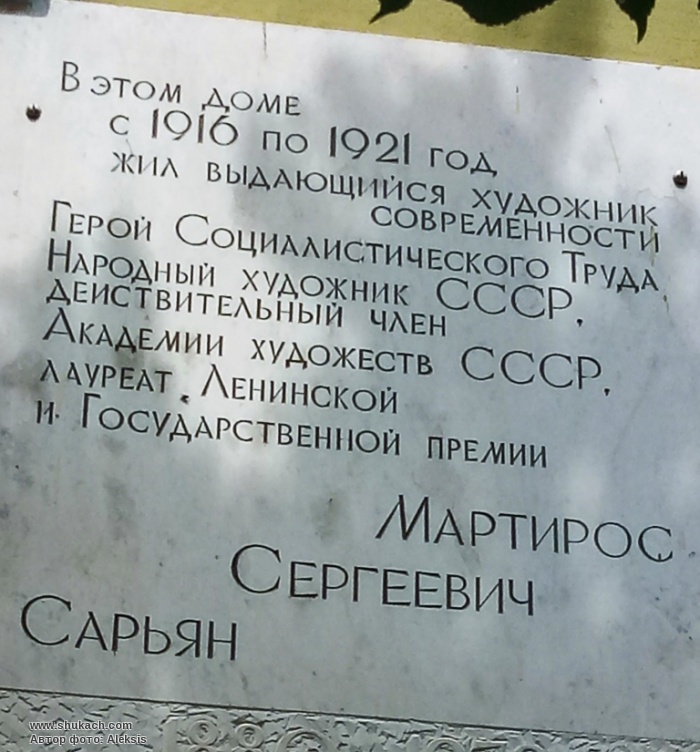 В этом доме
с 1916 по 1921 год
жил выдающийся художник
современности
Герой Социалистического Труда,
Народный художник СССР,
действительный член
Академии художеств СССР,
лауреат Ленинской
и Государственной премии
Мартирос
Сергеевич
Сарьян
www.shukach.com
Автор фото: Aleksis